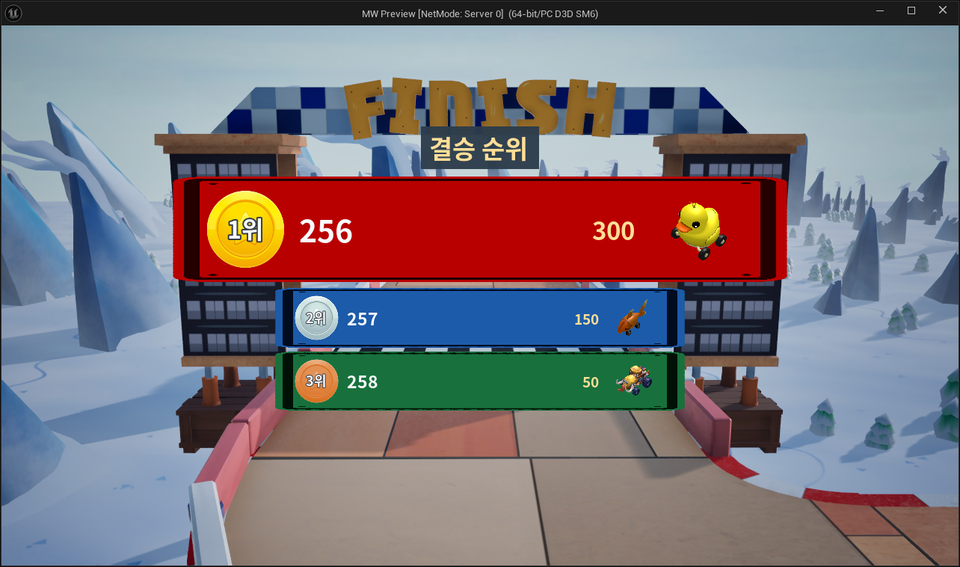 MW Preview [NetMode: Server 0] (64-bit/PC D3D SM6)
FINISH
결승 순위
1위 256 300
2위 257 150
3위 258 50